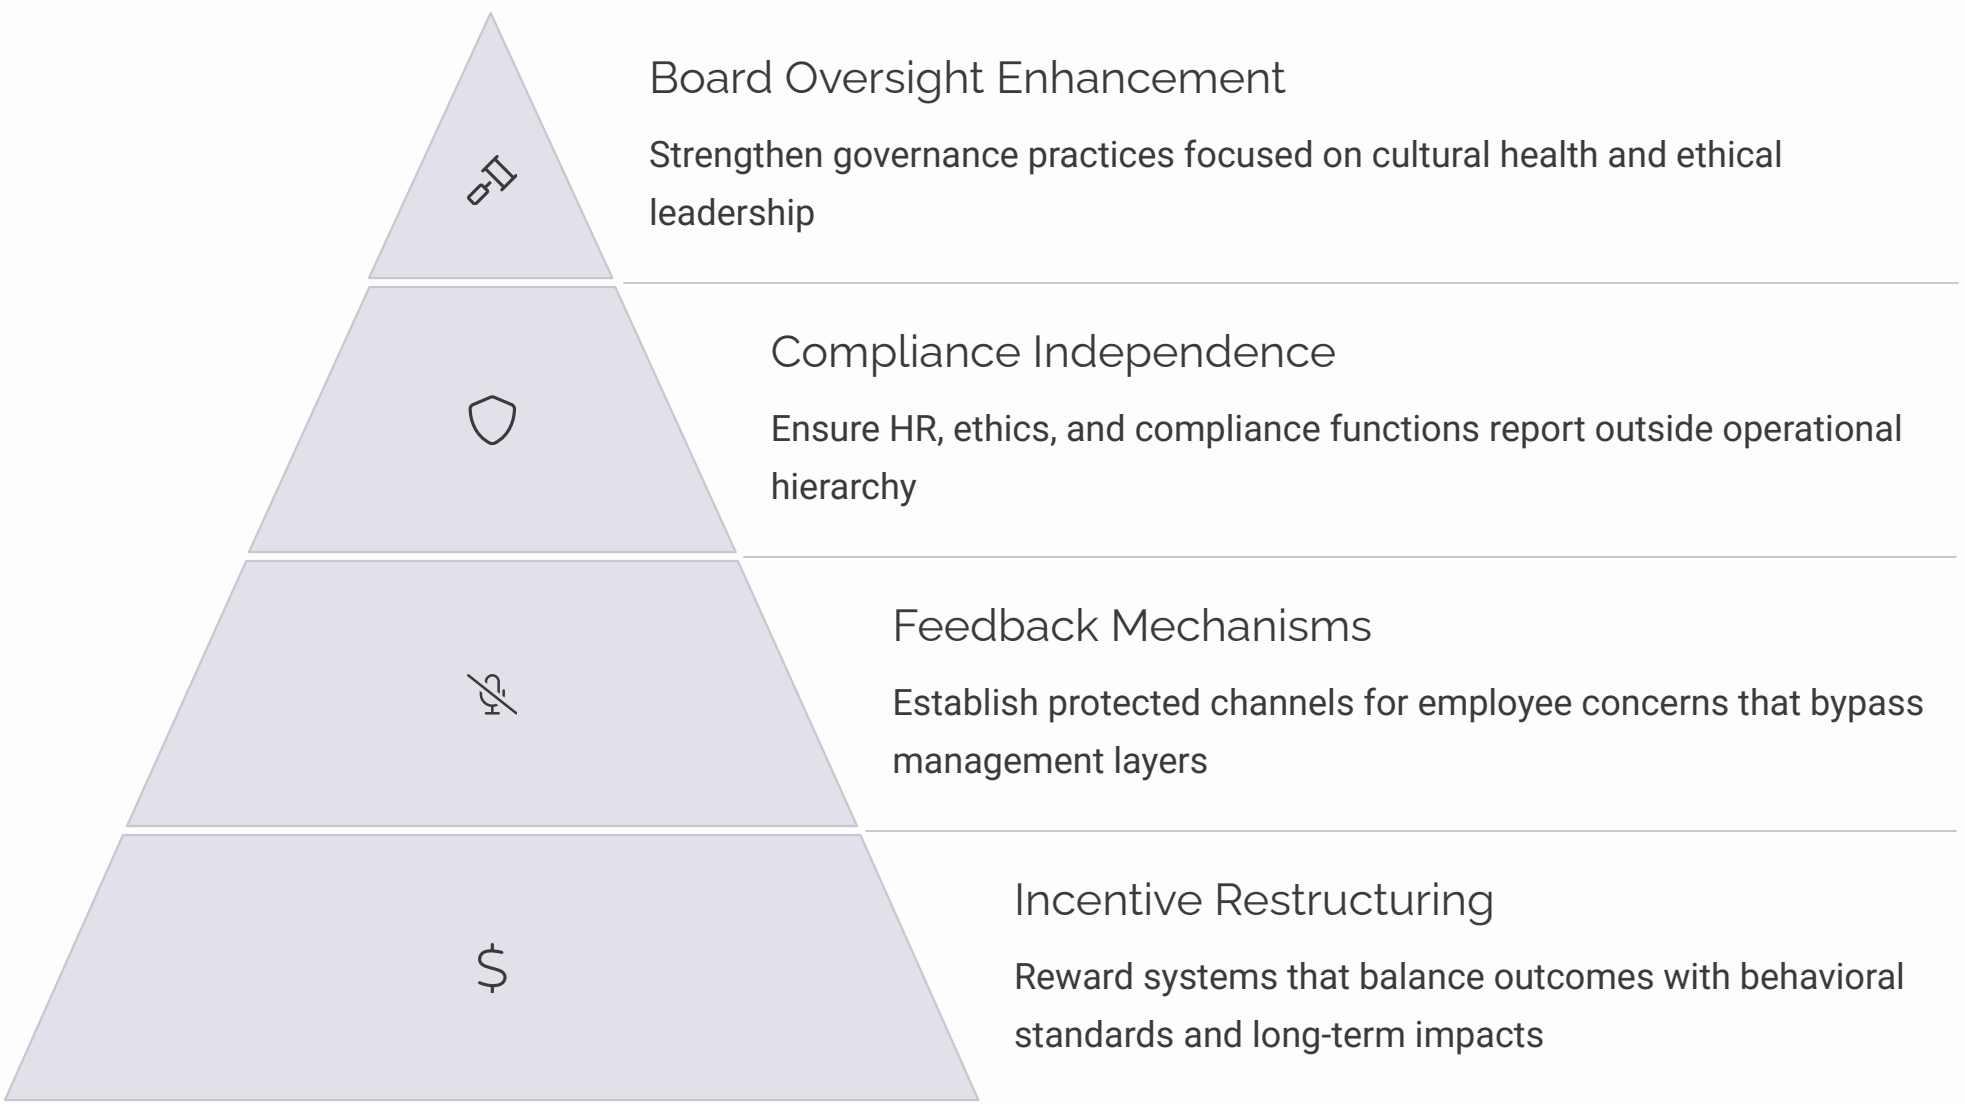 Board Oversight Enhancement
Strengthen governance practices focused on cultural health and ethical
leadership
Compliance Independence
Ensure HR, ethics, and compliance functions report outside operational
hierarchy
Feedback Mechanisms
Establish protected channels for employee concerns that bypass
management layers
Incentive Restructuring
Reward systems that balance outcomes with behavioral
standards and long-term impacts